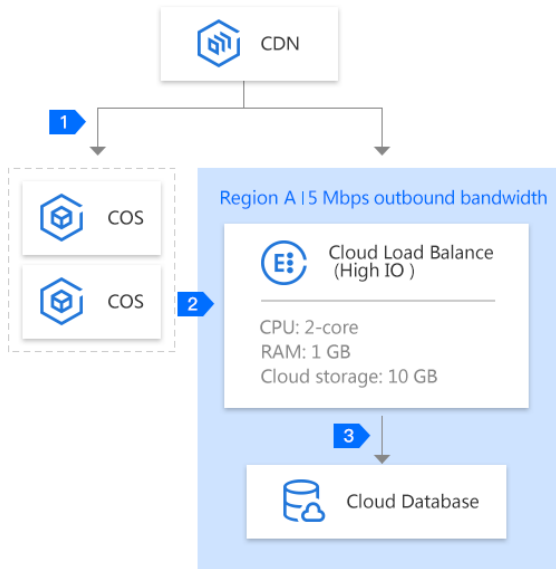 CDN
1
COS
COS
Region A | 5 Mbps outbound bandwidth
Cloud Load Balance
(High IO )
2
CPU: 2-core
RAM: 1 GB
Cloud storage: 10 GB
3
Cloud Database